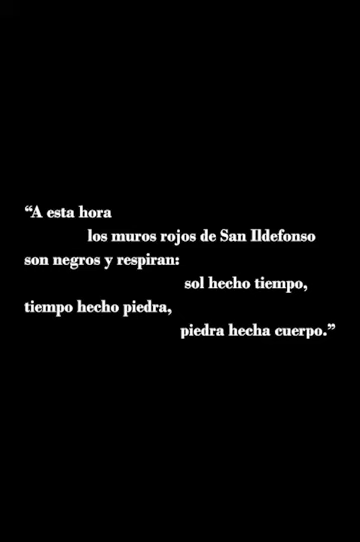 “A esta hora
los muros rojos de San Ildefonso
son negros y respiran:
sol hecho tiempo,
tiempo hecho piedra,
piedra hecha cuerpo.”